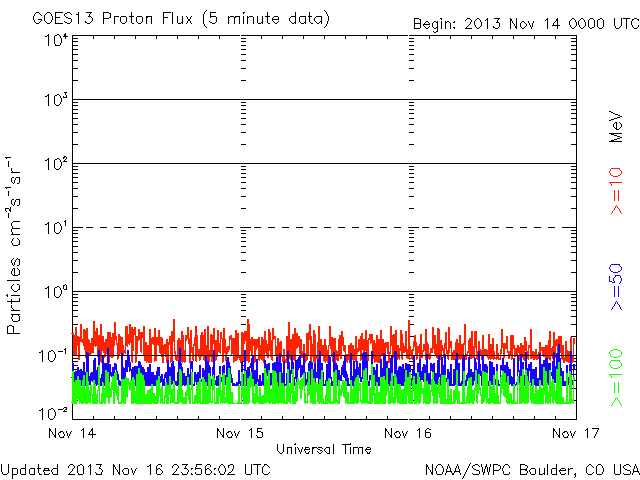 GOES13 Proton Flux (5 minute data)
Begin: 2013 Nov 14 0000 UTC
10⁴
10³
10²
10¹
10⁰
10⁻¹
10⁻²
Particles cm⁻²s⁻¹sr⁻¹
MeV
>=10
>=50
>=100
Nov 14
Nov 15
Nov 16
Nov 17
Universal Time
Updated 2013 Nov 16 23:56:02 UTC
NOAA/SWPC Boulder, CO USA